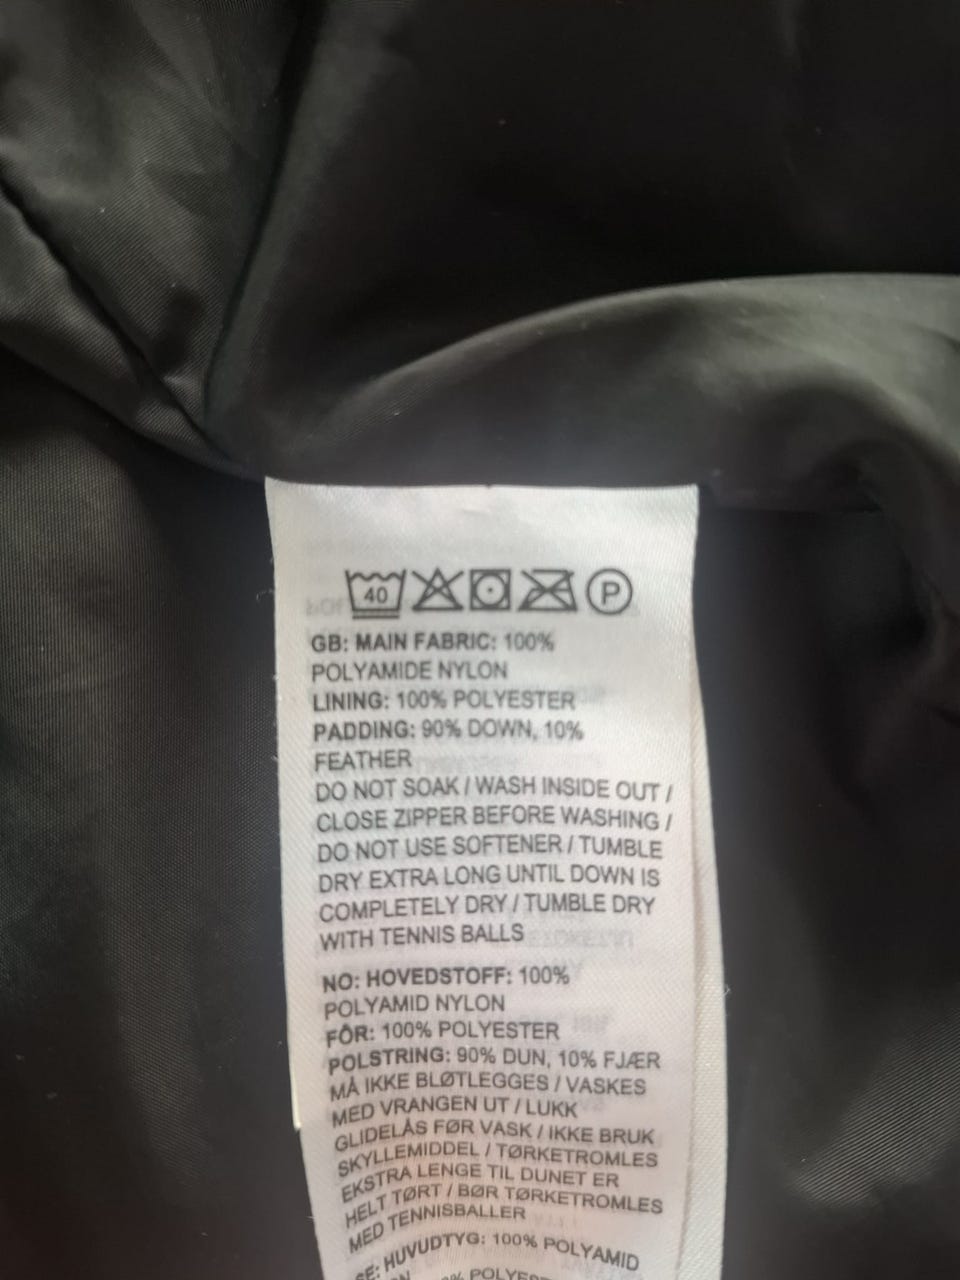 40 P
GB: MAIN FABRIC: 100%
POLYAMIDE NYLON
LINING: 100% POLYESTER
PADDING: 90% DOWN, 10%
FEATHER
DO NOT SOAK / WASH INSIDE OUT /
CLOSE ZIPPER BEFORE WASHING /
DO NOT USE SOFTENER / TUMBLE
DRY EXTRA LONG UNTIL DOWN IS
COMPLETELY DRY / TUMBLE DRY
WITH TENNIS BALLS
NO: HOVEDSTOFF: 100%
POLYAMID NYLON
FÔR: 100% POLYESTER
POLSTRING: 90% DUN, 10% FJÆR
MÅ IKKE BLØTLEGGES / VASKES
MED VRANGEN UT / LUKK
GLIDELÅS FØR VASK / IKKE BRUK
SKYLLEMIDDEL / TØRKETROMLES
EKSTRA LENGE TIL DUNET ER
HELT TØRT / BØR TØRKETROMLES
MED TENNISBALLER
SE: HUVUDTYG: 100% POLYAMID